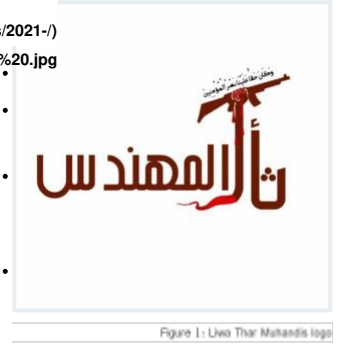 s/2021-/)
%20.jpg
وكان حقا علينا نصر المؤمنين
ثأر المهندس
Figure 1: Liwa Thar Muhandis logo